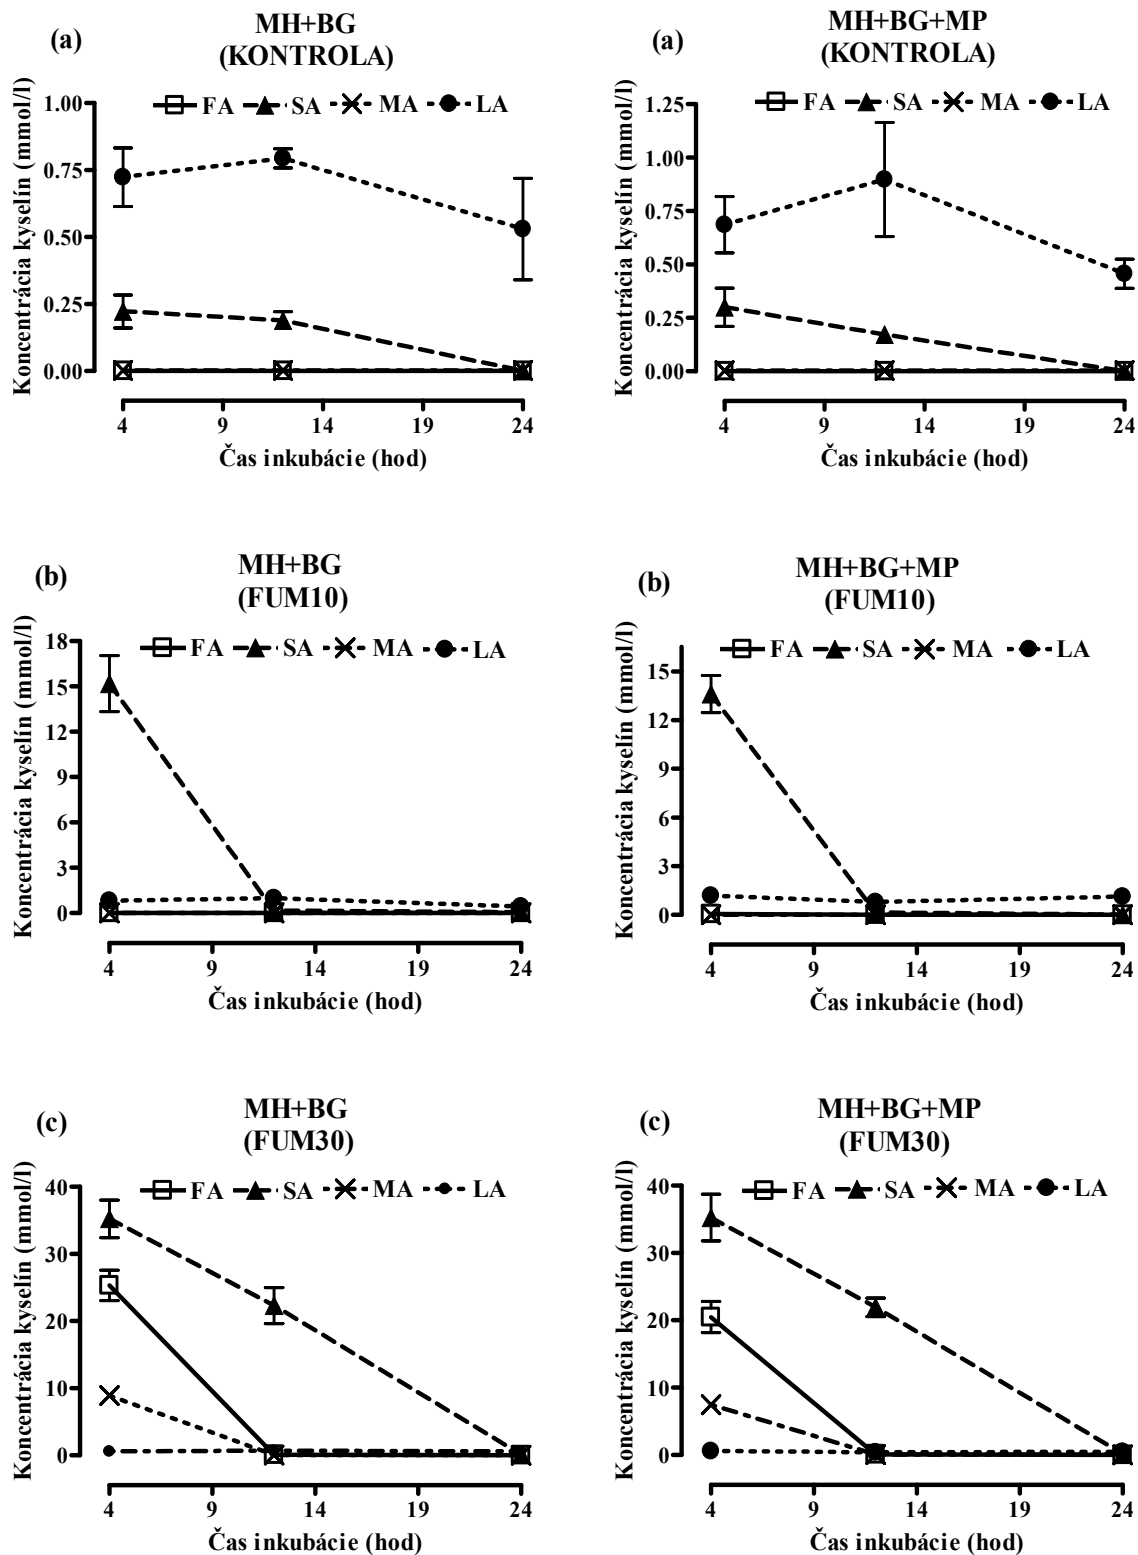 (a)
MH+BG
(KONTROLA)
Koncentrácia kyselín (mmol/l)
FA SA MA LA
1.00
0.75
0.50
0.25
0.00
4 9 14 19 24
Čas inkubácie (hod)
(a)
MH+BG+MP
(KONTROLA)
Koncentrácia kyselín (mmol/l)
FA SA MA LA
1.25
1.00
0.75
0.50
0.25
0.00
4 9 14 19 24
Čas inkubácie (hod)
(b)
MH+BG
(FUM10)
Koncentrácia kyselín (mmol/l)
FA SA MA LA
18
15
12
9
6
3
0
4 9 14 19 24
Čas inkubácie (hod)
(b)
MH+BG+MP
(FUM10)
Koncentrácia kyselín (mmol/l)
FA SA MA LA
15
12
9
6
3
0
4 9 14 19 24
Čas inkubácie (hod)
(c)
MH+BG
(FUM30)
Koncentrácia kyselín (mmol/l)
FA SA MA LA
40
30
20
10
0
4 9 14 19 24
Čas inkubácie (hod)
(c)
MH+BG+MP
(FUM30)
Koncentrácia kyselín (mmol/l)
FA SA MA LA
40
30
20
10
0
4 9 14 19 24
Čas inkubácie (hod)